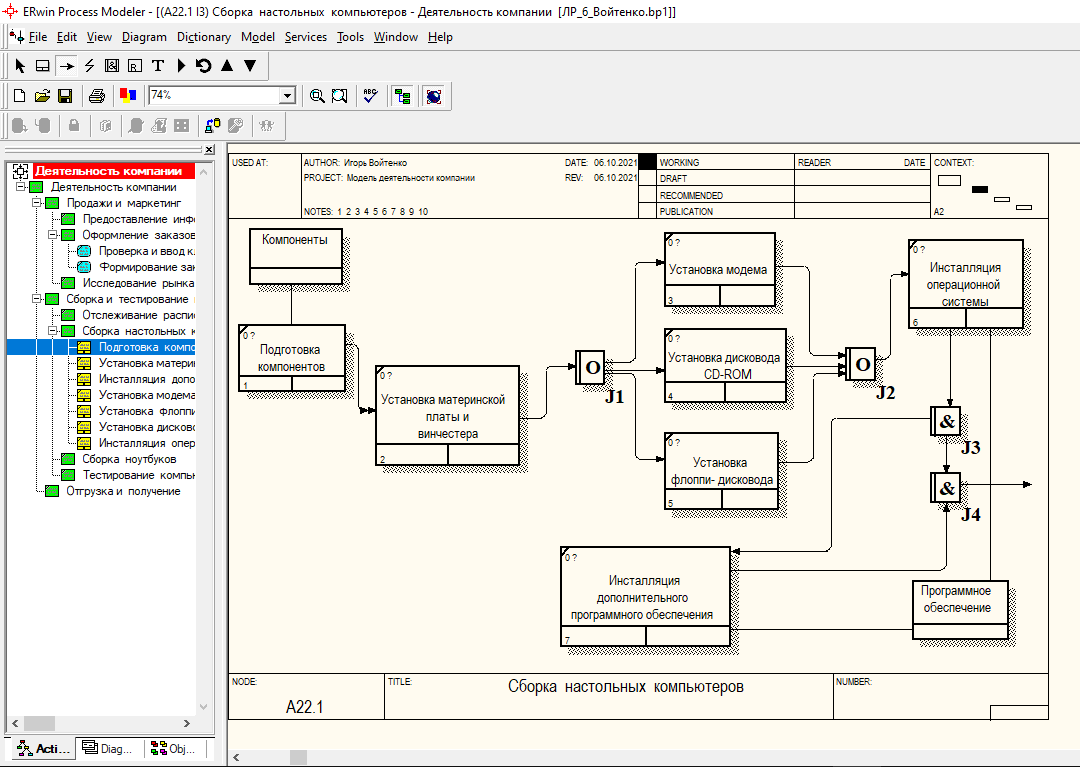 ERwin Process Modeler - [(A22.1 I3) Сборка настольных компьютеров - Деятельность компании [ЛР_6_Войтенко.bp1]]
File Edit View Diagram Dictionary Model Services Tools Window Help
T
74%
ABC
Деятельность компании
Деятельность компании
Продажи и маркетинг
Предоставление инф
Оформление заказов
Проверка и ввод к
Формирование зак
Исследование рынка
Сборка и тестирование
Отслеживание распи
Сборка настольных к
Подготовка компо
Установка матери
Инсталляция допо
Установка модема
Установка флоппи
Установка дисково
Инсталляция опер
Сборка ноутбуков
Тестирование компь
Отгрузка и получение
Acti...
Diag...
Obj...
USED AT:
AUTHOR: Игорь Войтенко
PROJECT: Модель деятельности компании
NOTES: 1 2 3 4 5 6 7 8 9 10
DATE: 06.10.2021
REV: 06.10.2021
WORKING
DRAFT
RECOMMENDED
PUBLICATION
READER
DATE
CONTEXT:
A2
Компоненты
0 ?
Подготовка
компонентов
1
0 ?
Установка материнской
платы и
винчестера
2
O
J1
0 ?
Установка модема
3
0 ?
Установка дисковода
CD-ROM
4
0 ?
Установка
флоппи- дисковода
5
O
J2
0 ?
Инсталляция
операционной
системы
6
&
J3
&
J4
0 ?
Инсталляция
дополнительного
программного обеспечения
7
Программное
обеспечение
NODE:
A22.1
TITLE:
Сборка настольных компьютеров
NUMBER: